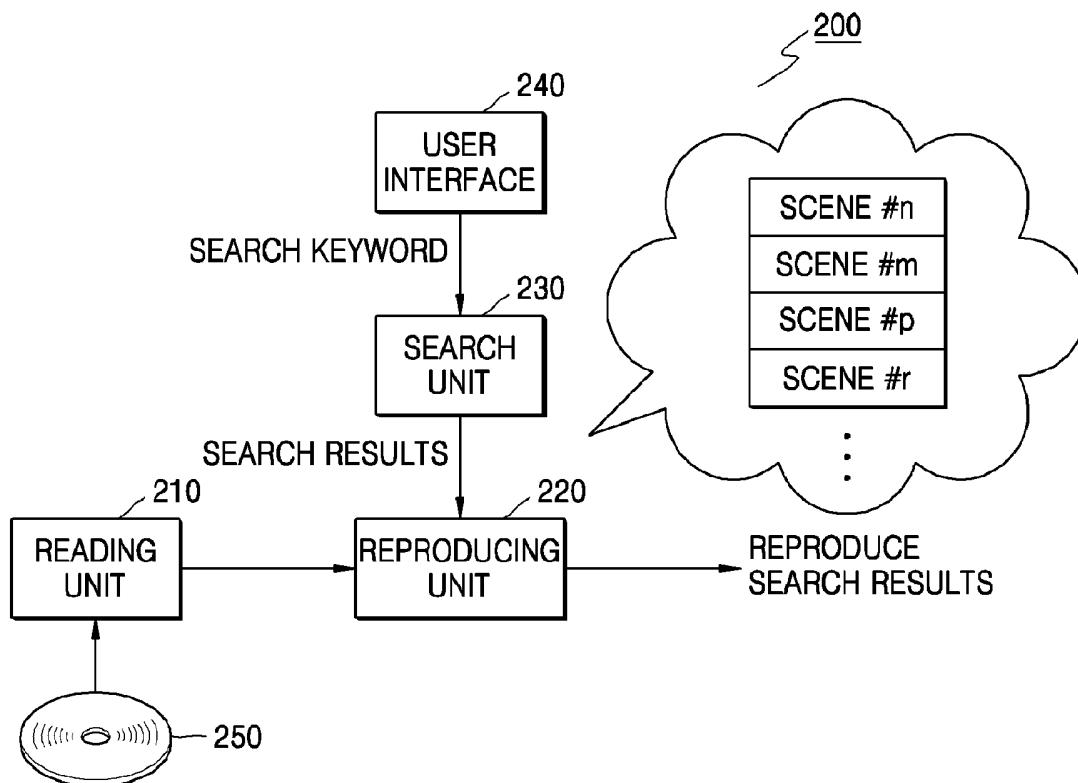 200
240
USER
INTERFACE
SEARCH KEYWORD
230
SEARCH
UNIT
SEARCH RESULTS
SCENE #n
SCENE #m
SCENE #p
SCENE #r
210
READING
UNIT
220
REPRODUCING
UNIT
REPRODUCE
SEARCH RESULTS
250